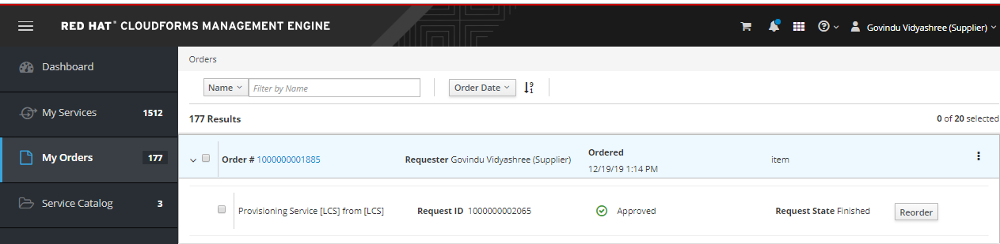 RED HAT® CLOUDFORMS MANAGEMENT ENGINE
Govindu Vidyashree (Supplier)
Dashboard
My Services 1512
My Orders 177
Service Catalog 3
Orders
Name Filter by Name Order Date 9 1
177 Results 0 of 20 selected
Order # 1000000001885 Requester Govindu Vidyashree (Supplier) Ordered item
12/19/19 1:14 PM
Provisioning Service [LCS] from [LCS] Request ID 1000000002065 Approved Request State Finished Reorder